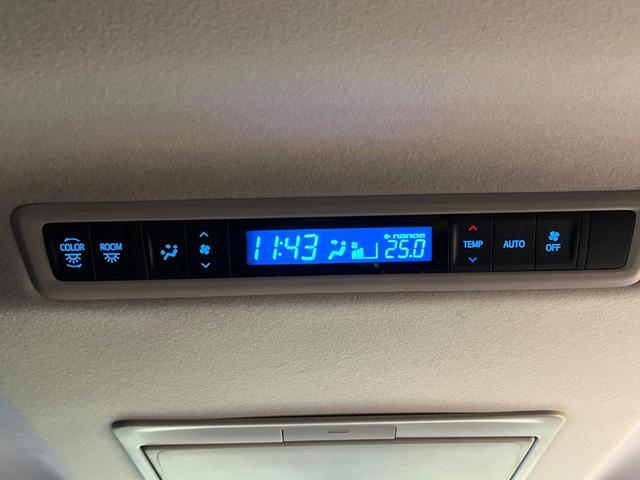 COLOR
ROOM
11:43
nanoe
25.0
TEMP
AUTO
OFF